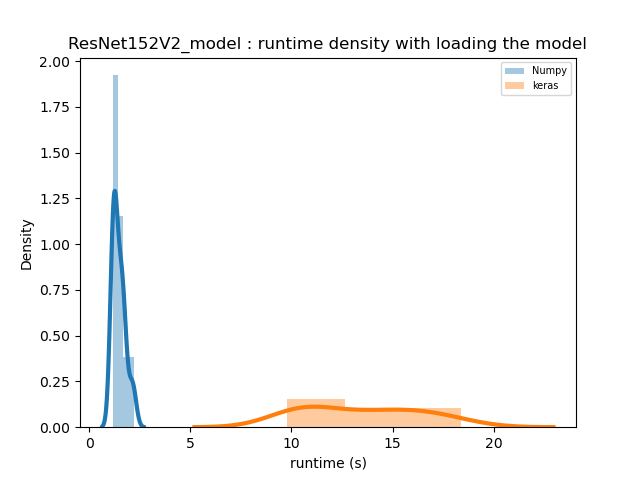 ResNet152V2_model : runtime density with loading the model
Numpy
keras
2.00
1.75
1.50
1.25
1.00
0.75
0.50
0.25
0.00
Density
0
5
10
15
20
runtime (s)